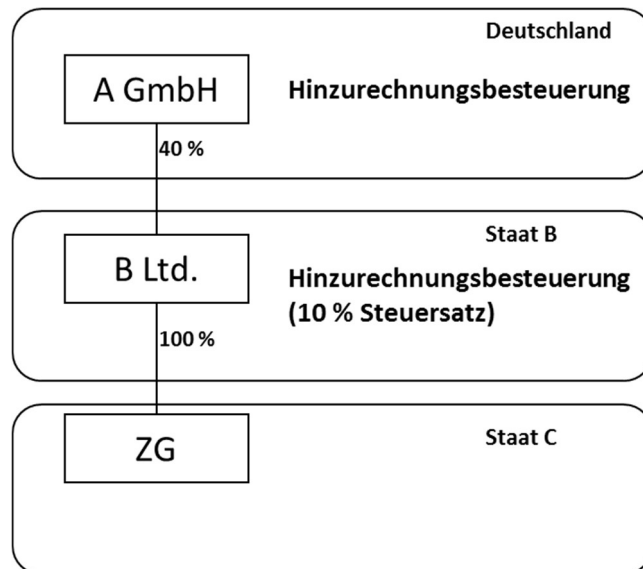 Deutschland
A GmbH
Hinzurechnungsbesteuerung
40 %
Staat B
B Ltd.
Hinzurechnungsbesteuerung
(10 % Steuersatz)
100 %
Staat C
ZG